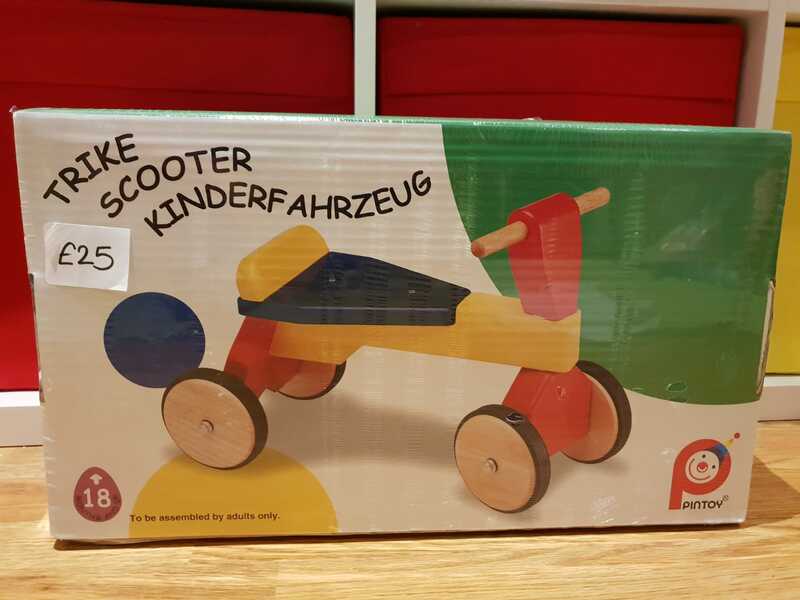 TRIKE
SCOOTER
KINDERFAHRZEUG
£25
18
To be assembled by adults only.
PINTOY®